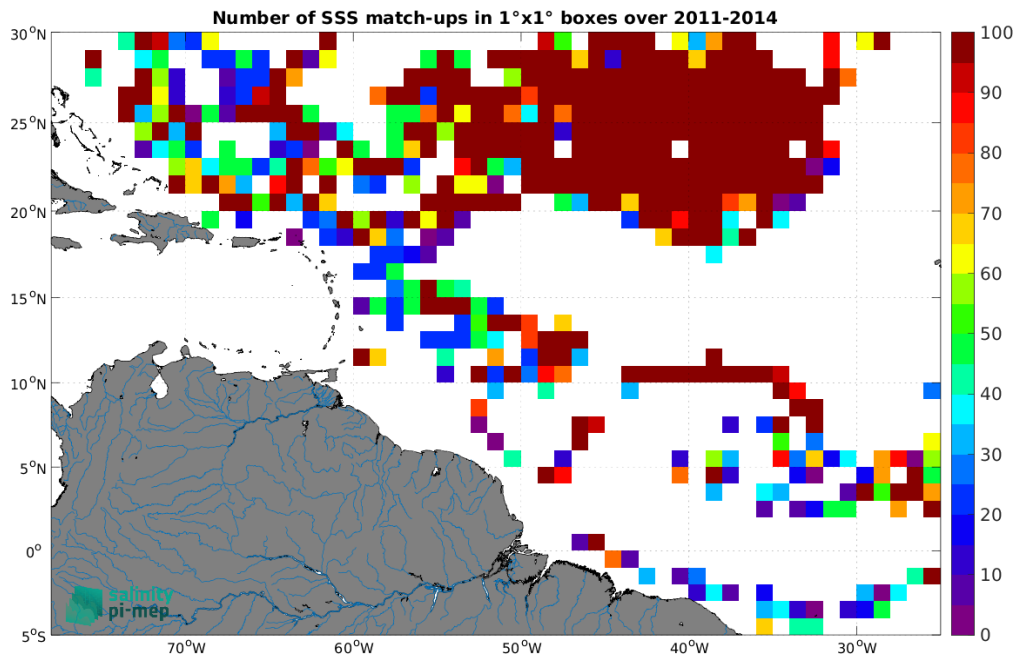 Number of SSS match-ups in 1°x1° boxes over 2011-2014
30°N
25°N
20°N
15°N
10°N
5°N
0°
5°S
70°W
60°W
50°W
40°W
30°W
100
90
80
70
60
50
40
30
20
10
0
salinity
pi-mep